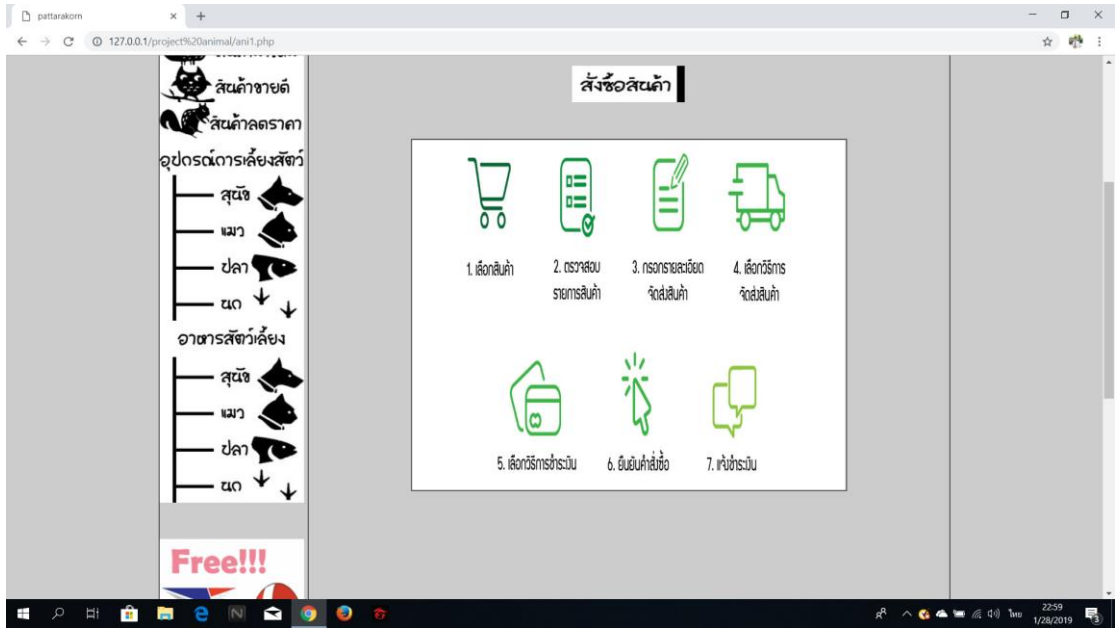 pattarakorn
127.0.0.1/project%20animal/ani1.php
สินค้าขายดี
สินค้าลดราคา
อุปกรณ์การเลี้ยงสัตว์
สุนัข
แมว
ปลา
นก
อาหารสัตว์เลี้ยง
สุนัข
แมว
ปลา
นก
Free!!!
สั่งซื้อสินค้า
1. เลือกสินค้า
2. ตรวจสอบ
รายการสินค้า
3. กรอกรายละเอียด
จัดส่งสินค้า
4. เลือกวิธีการ
จัดส่งสินค้า
5. เลือกวิธีการชำระเงิน
6. ยืนยันคำสั่งซื้อ
7. แจ้งชำระเงิน
ไทย
22:59
1/28/2019